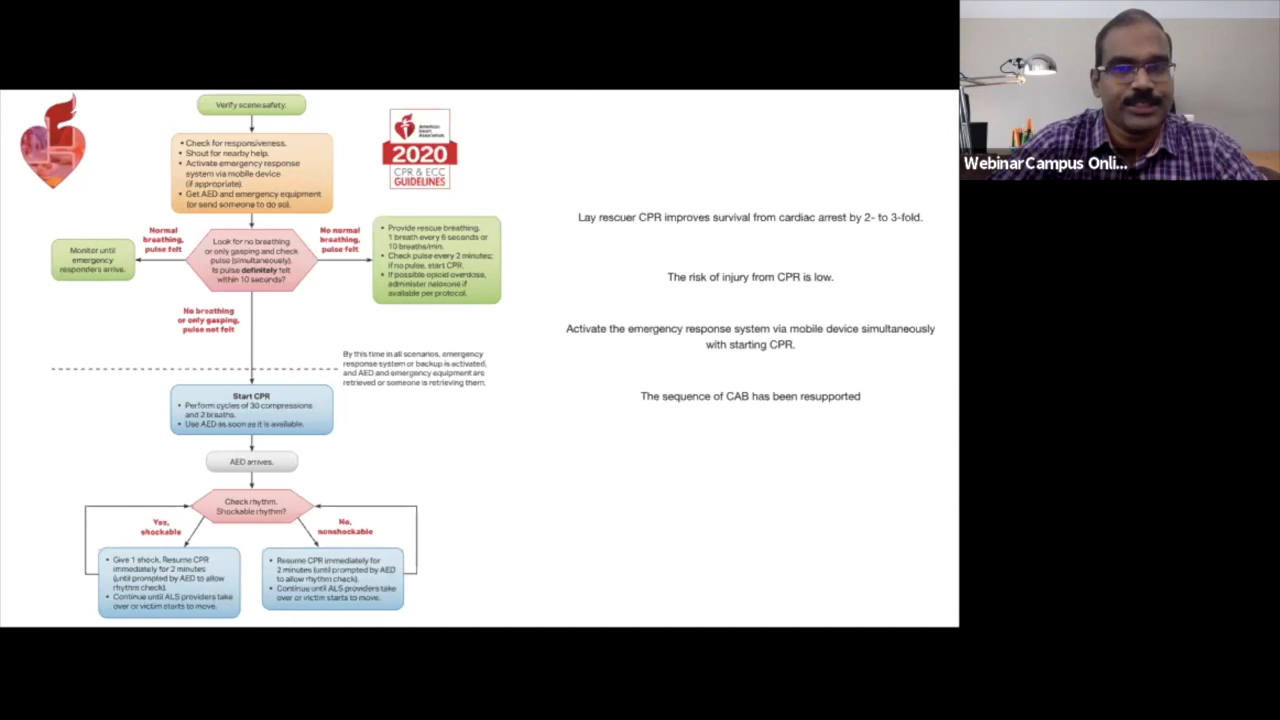 Verify scene safety.
• Check for responsiveness.
• Shout for nearby help.
• Activate emergency response
system via mobile device
(if appropriate).
• Get AED and emergency equipment
(or send someone to do so).
American
Heart
Association
2020
CPR & ECC
GUIDELINES
Normal
breathing,
pulse felt
Monitor until
emergency
responders arrive.
Look for no breathing
or only gasping and check
pulse (simultaneously).
Is pulse definitely felt
within 10 seconds?
No normal
breathing,
pulse felt
• Provide rescue breathing,
1 breath every 6 seconds or
10 breaths/min.
• Check pulse every 2 minutes;
if no pulse, start CPR.
• If possible opioid overdose,
administer naloxone if
available per protocol.
No breathing
or only gasping,
pulse not felt
By this time in all scenarios, emergency
response system or backup is activated,
and AED and emergency equipment are
retrieved or someone is retrieving them.
Start CPR
• Perform cycles of 30 compressions
and 2 breaths.
• Use AED as soon as it is available.
AED arrives.
Check rhythm.
Shockable rhythm?
Yes,
shockable
No,
nonshockable
• Give 1 shock. Resume CPR
immediately for 2 minutes
(until prompted by AED to allow
rhythm check).
• Continue until ALS providers take
over or victim starts to move.
• Resume CPR immediately for
2 minutes (until prompted by AED
to allow rhythm check).
• Continue until ALS providers take
over or victim starts to move.
Lay rescuer CPR improves survival from cardiac arrest by 2- to 3-fold.
The risk of injury from CPR is low.
Activate the emergency response system via mobile device simultaneously
with starting CPR.
The sequence of CAB has been resupported
Webinar Campus Onli...